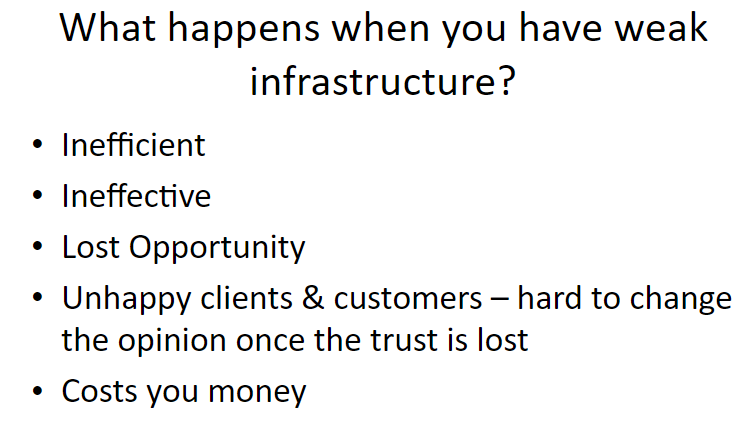 What happens when you have weak
infrastructure?
• Inefficient
• Ineffective
• Lost Opportunity
• Unhappy clients & customers – hard to change
the opinion once the trust is lost
• Costs you money